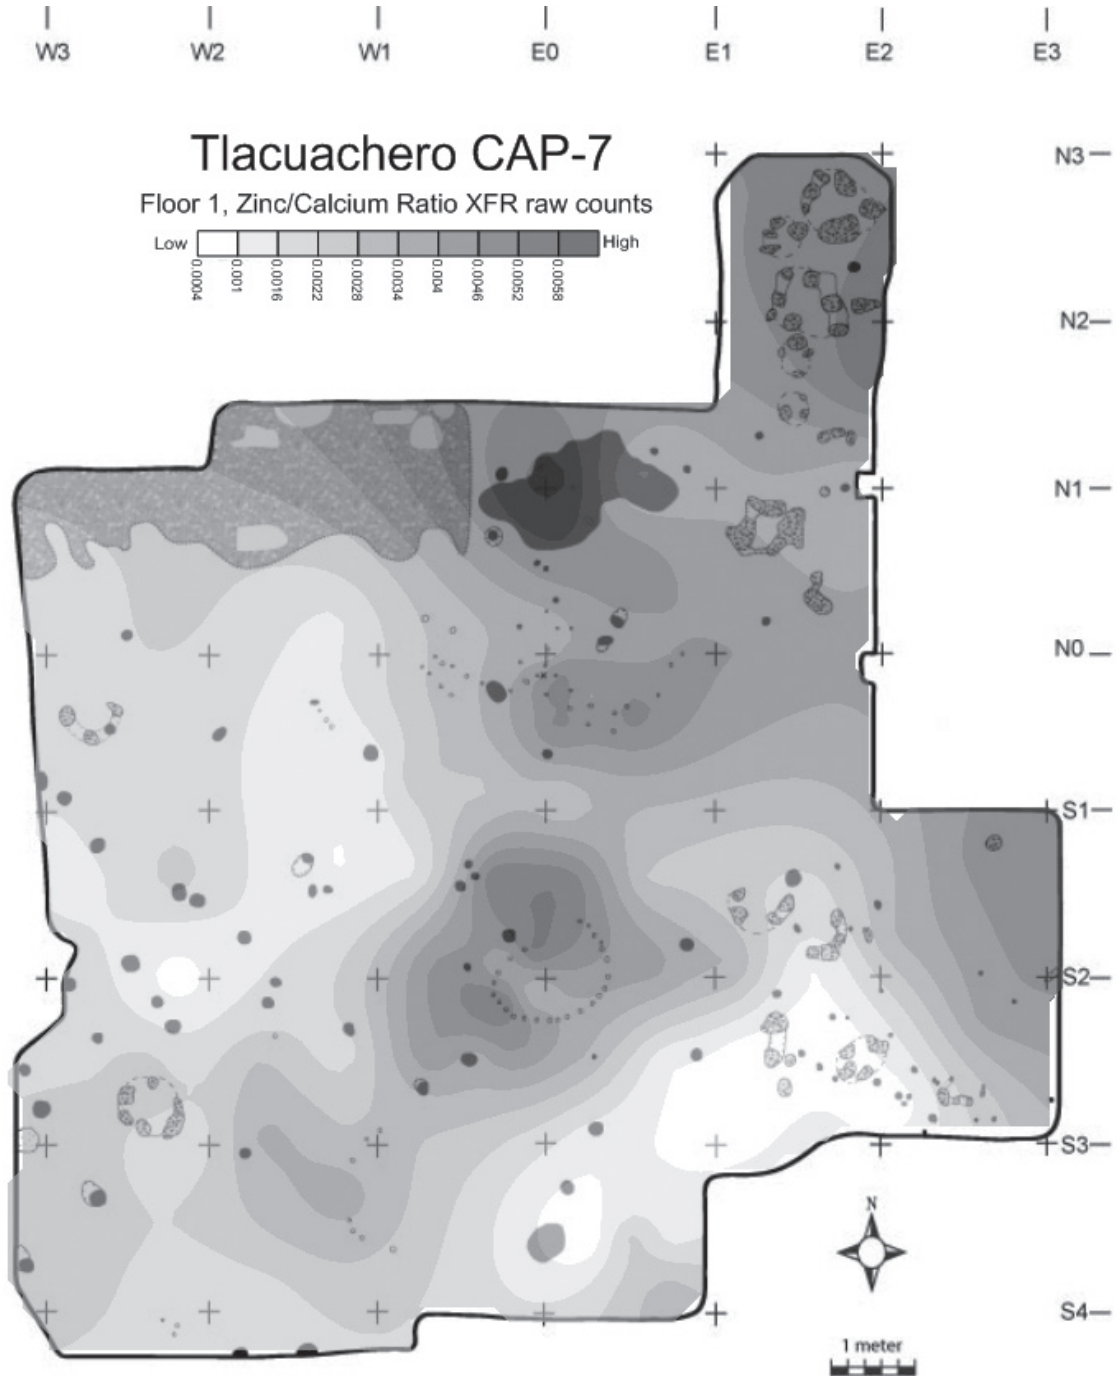 W3 W2 W1 E0 E1 E2 E3
Tlacuachero CAP-7
Floor 1, Zinc/Calcium Ratio XFR raw counts
Low High
0.0004 0.001 0.0016 0.0022 0.0028 0.0034 0.004 0.0046 0.0052 0.0058
N3
N2
N1
N0
S1
S2
S3
N
S4
1 meter